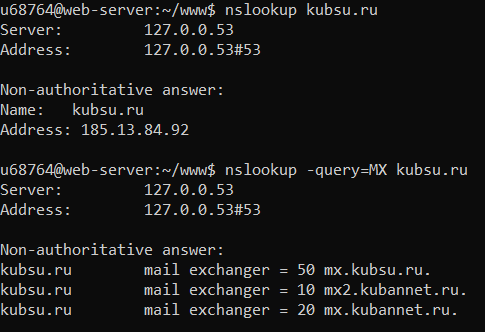 u68764@web-server:~/www$ nslookup kubsu.ru
Server:         127.0.0.53
Address:        127.0.0.53#53

Non-authoritative answer:
Name:   kubsu.ru
Address: 185.13.84.92

u68764@web-server:~/www$ nslookup -query=MX kubsu.ru
Server:         127.0.0.53
Address:        127.0.0.53#53

Non-authoritative answer:
kubsu.ru        mail exchanger = 50 mx.kubsu.ru.
kubsu.ru        mail exchanger = 10 mx2.kubannet.ru.
kubsu.ru        mail exchanger = 20 mx.kubannet.ru.